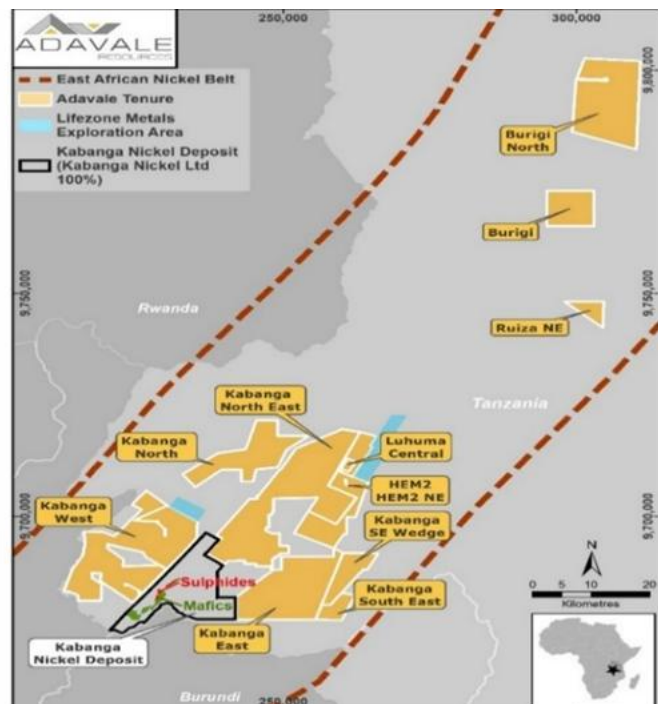 ADAVALE
RESOURCES
East African Nickel Belt
Adavale Tenure
Lifezone Metals
Exploration Area
Kabanga Nickel Deposit
(Kabanga Nickel Ltd
100%)
250,000
300,000
9,800,000
Burigi
North
Burigi
9,750,000
9,750,000
Ruiza NE
Rwanda
Tanzania
Kabanga
North East
Kabanga
North
Luhuma
Central
HEM2
HEM2 NE
Kabanga
West
9,700,000
9,700,000
Kabanga
SE Wedge
Sulphides
Mafics
Kabanga
South East
Kabanga
East
Kabanga
Nickel Deposit
Burundi
250,000
N
0 10 20
Kilometres